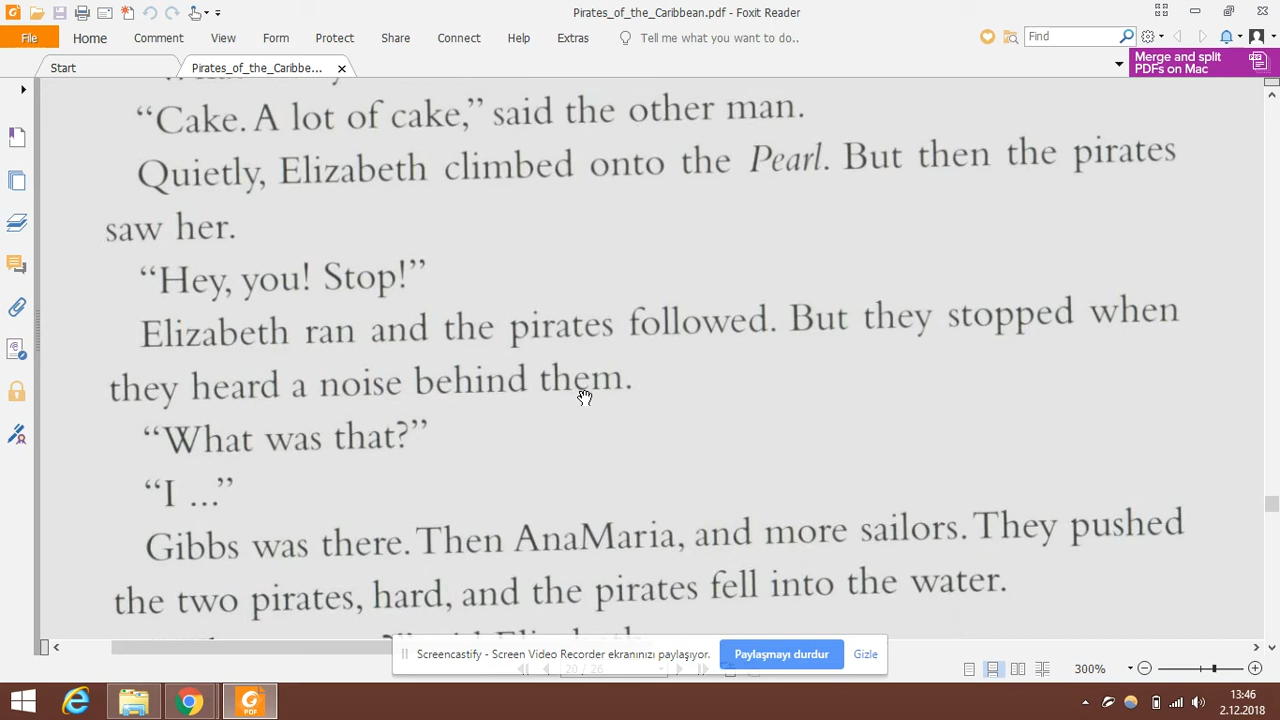 Pirates_of_the_Caribbean.pdf - Foxit Reader
File Home Comment View Form Protect Share Connect Help Extras Tell me what you want to do.. Find
Start Pirates_of_the_Caribbe... Merge and split
PDFs on Mac
“Cake. A lot of cake,” said the other man.
Quietly, Elizabeth climbed onto the Pearl. But then the pirates
saw her.
“Hey, you! Stop!”
Elizabeth ran and the pirates followed. But they stopped when
they heard a noise behind them.
“What was that?”
“I ...”
Gibbs was there. Then AnaMaria, and more sailors. They pushed
the two pirates, hard, and the pirates fell into the water.
Screencastify - Screen Video Recorder ekranınızı paylaşıyor. Paylaşmayı durdur Gizle
20 / 26 300%
PDF
13:46
2.12.2018